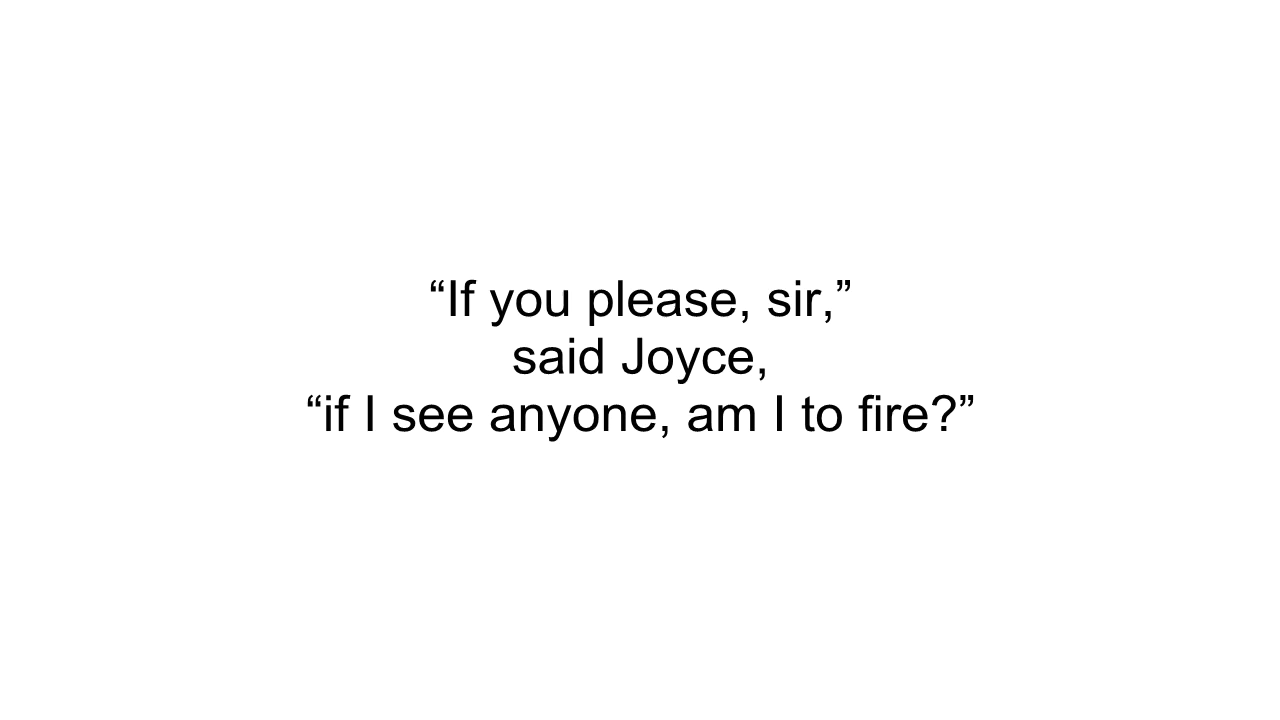 “If you please, sir,”
said Joyce,
“if I see anyone, am I to fire?”